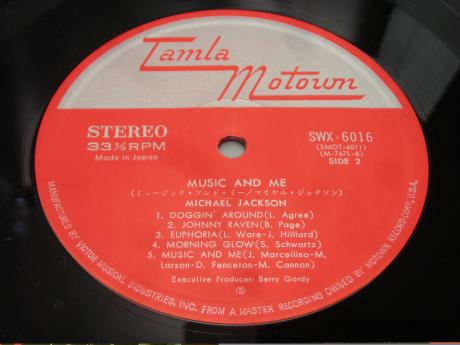 Tamla
Motown
STEREO
33⅓RPM
Made in Japan
SWX-6016
(SMOT-6011)
(M-767L-B)
SIDE 2
MUSIC AND ME
(ミュージック・アンド・ミー/マイケル・ジャクソン)
MICHAEL JACKSON
1. DOGGIN' AROUND(L. Agree)
2. JOHNNY RAVEN(B. Page)
3. EUPHORIA(L. Ware-J. Hilliard)
4. MORNING GLOW(S. Schwartz)
5. MUSIC AND ME(J. Marcellino-M.
Larson-D. Fenceton-M. Cannon)
Executive Producer: Berry Gordy
Ⓢ
MANUFACTURED BY VICTOR MUSICAL INDUSTRIES, INC. FROM A MASTER RECORDING OWNED BY MOTOWN RECORD CORP., U.S.A.